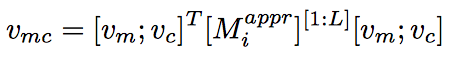 $v_{mc} = [v_m; v_c]^T [M_i^{appr}]^{[1:L]} [v_m; v_c]$